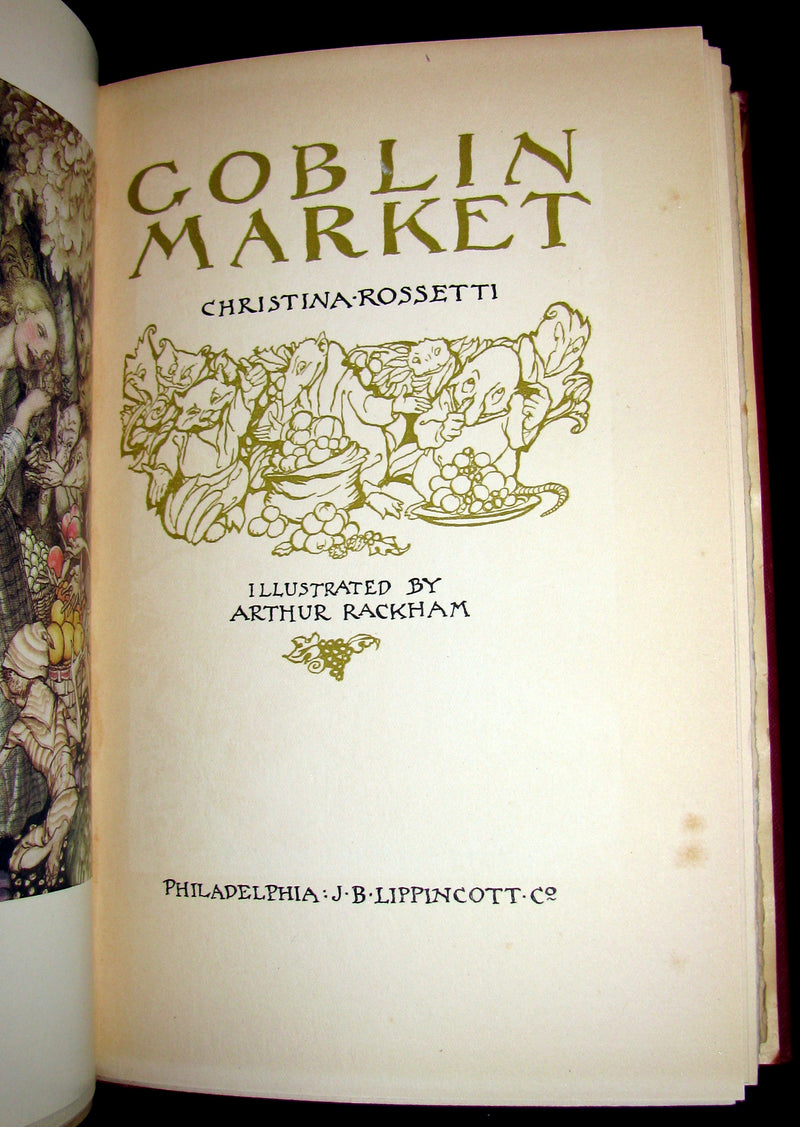 GOBLIN
MARKET
CHRISTINA·ROSSETTI
ILLUSTRATED BY
ARTHUR RACKHAM
PHILADELPHIA: J·B·LIPPINCOTT·Cº